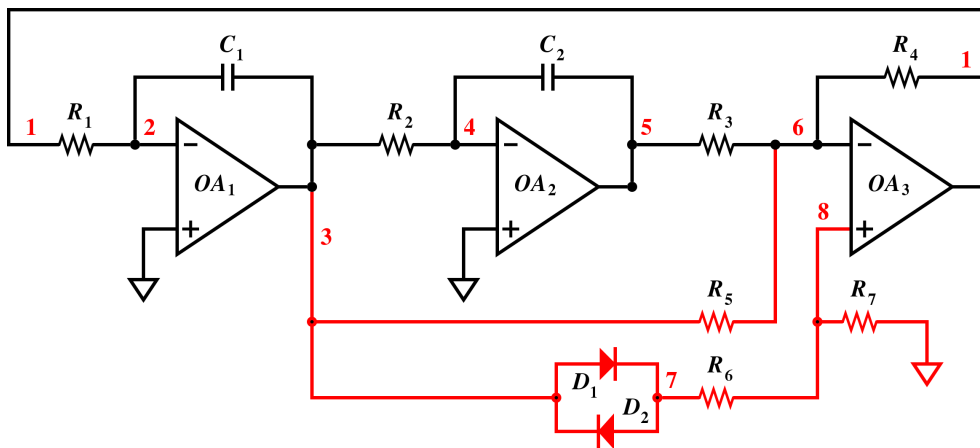 C1 C2 R4 1
1 R1 2 R2 4 5 R3 6
− − −
OA1 OA2 OA3
+ + 8 +
3
R5 R7
D1 7 R6
D2